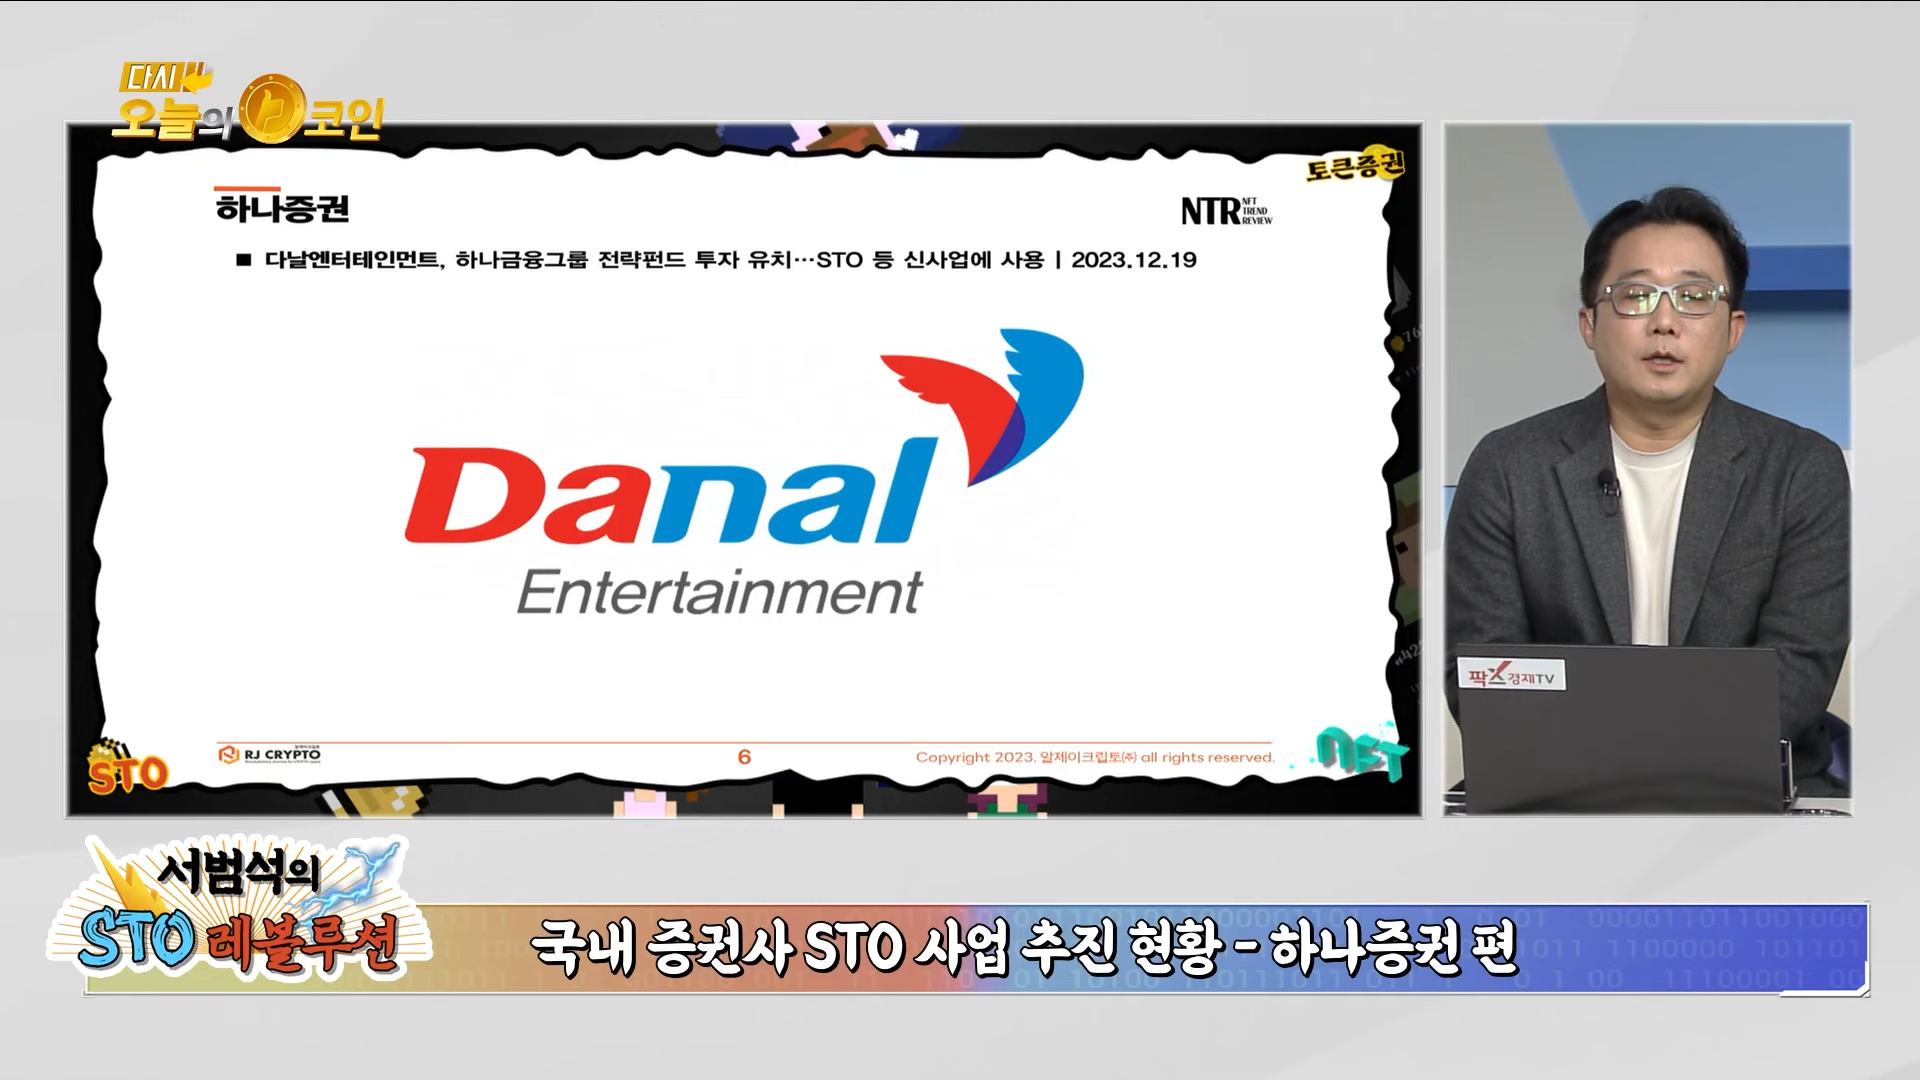 다시
오늘의 코인
토큰증권
하나증권
NTR NFT TREND REVIEW
■ 다날엔터테인먼트, 하나금융그룹 전략펀드 투자 유치…STO 등 신사업에 사용 | 2023.12.19
Danal
Entertainment
팍스경제TV
RJ CRYPTO
6
Copyright 2023. 알제이크립토㈜ all rights reserved.
STO
NFT
서범석의
STO 레볼루션
국내 증권사 STO 사업 추진 현황 - 하나증권 편